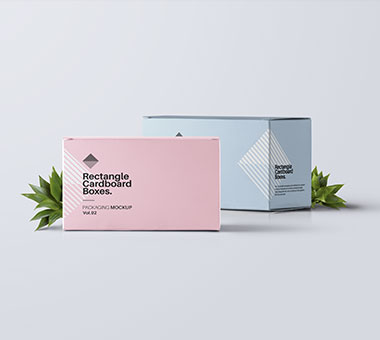 Rectangle
Cardboard
Boxes.
PACKAGING MOCKUP
Vol.02
Rectangle
Cardboard
Boxes.